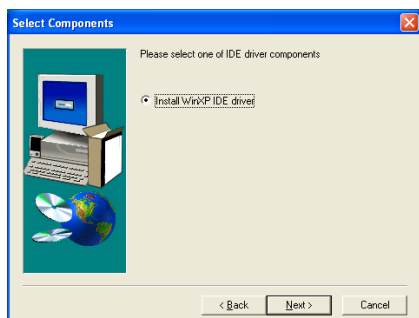 Select Components
Please select one of IDE driver components
Install WinXP IDE driver
< Back
Next >
Cancel